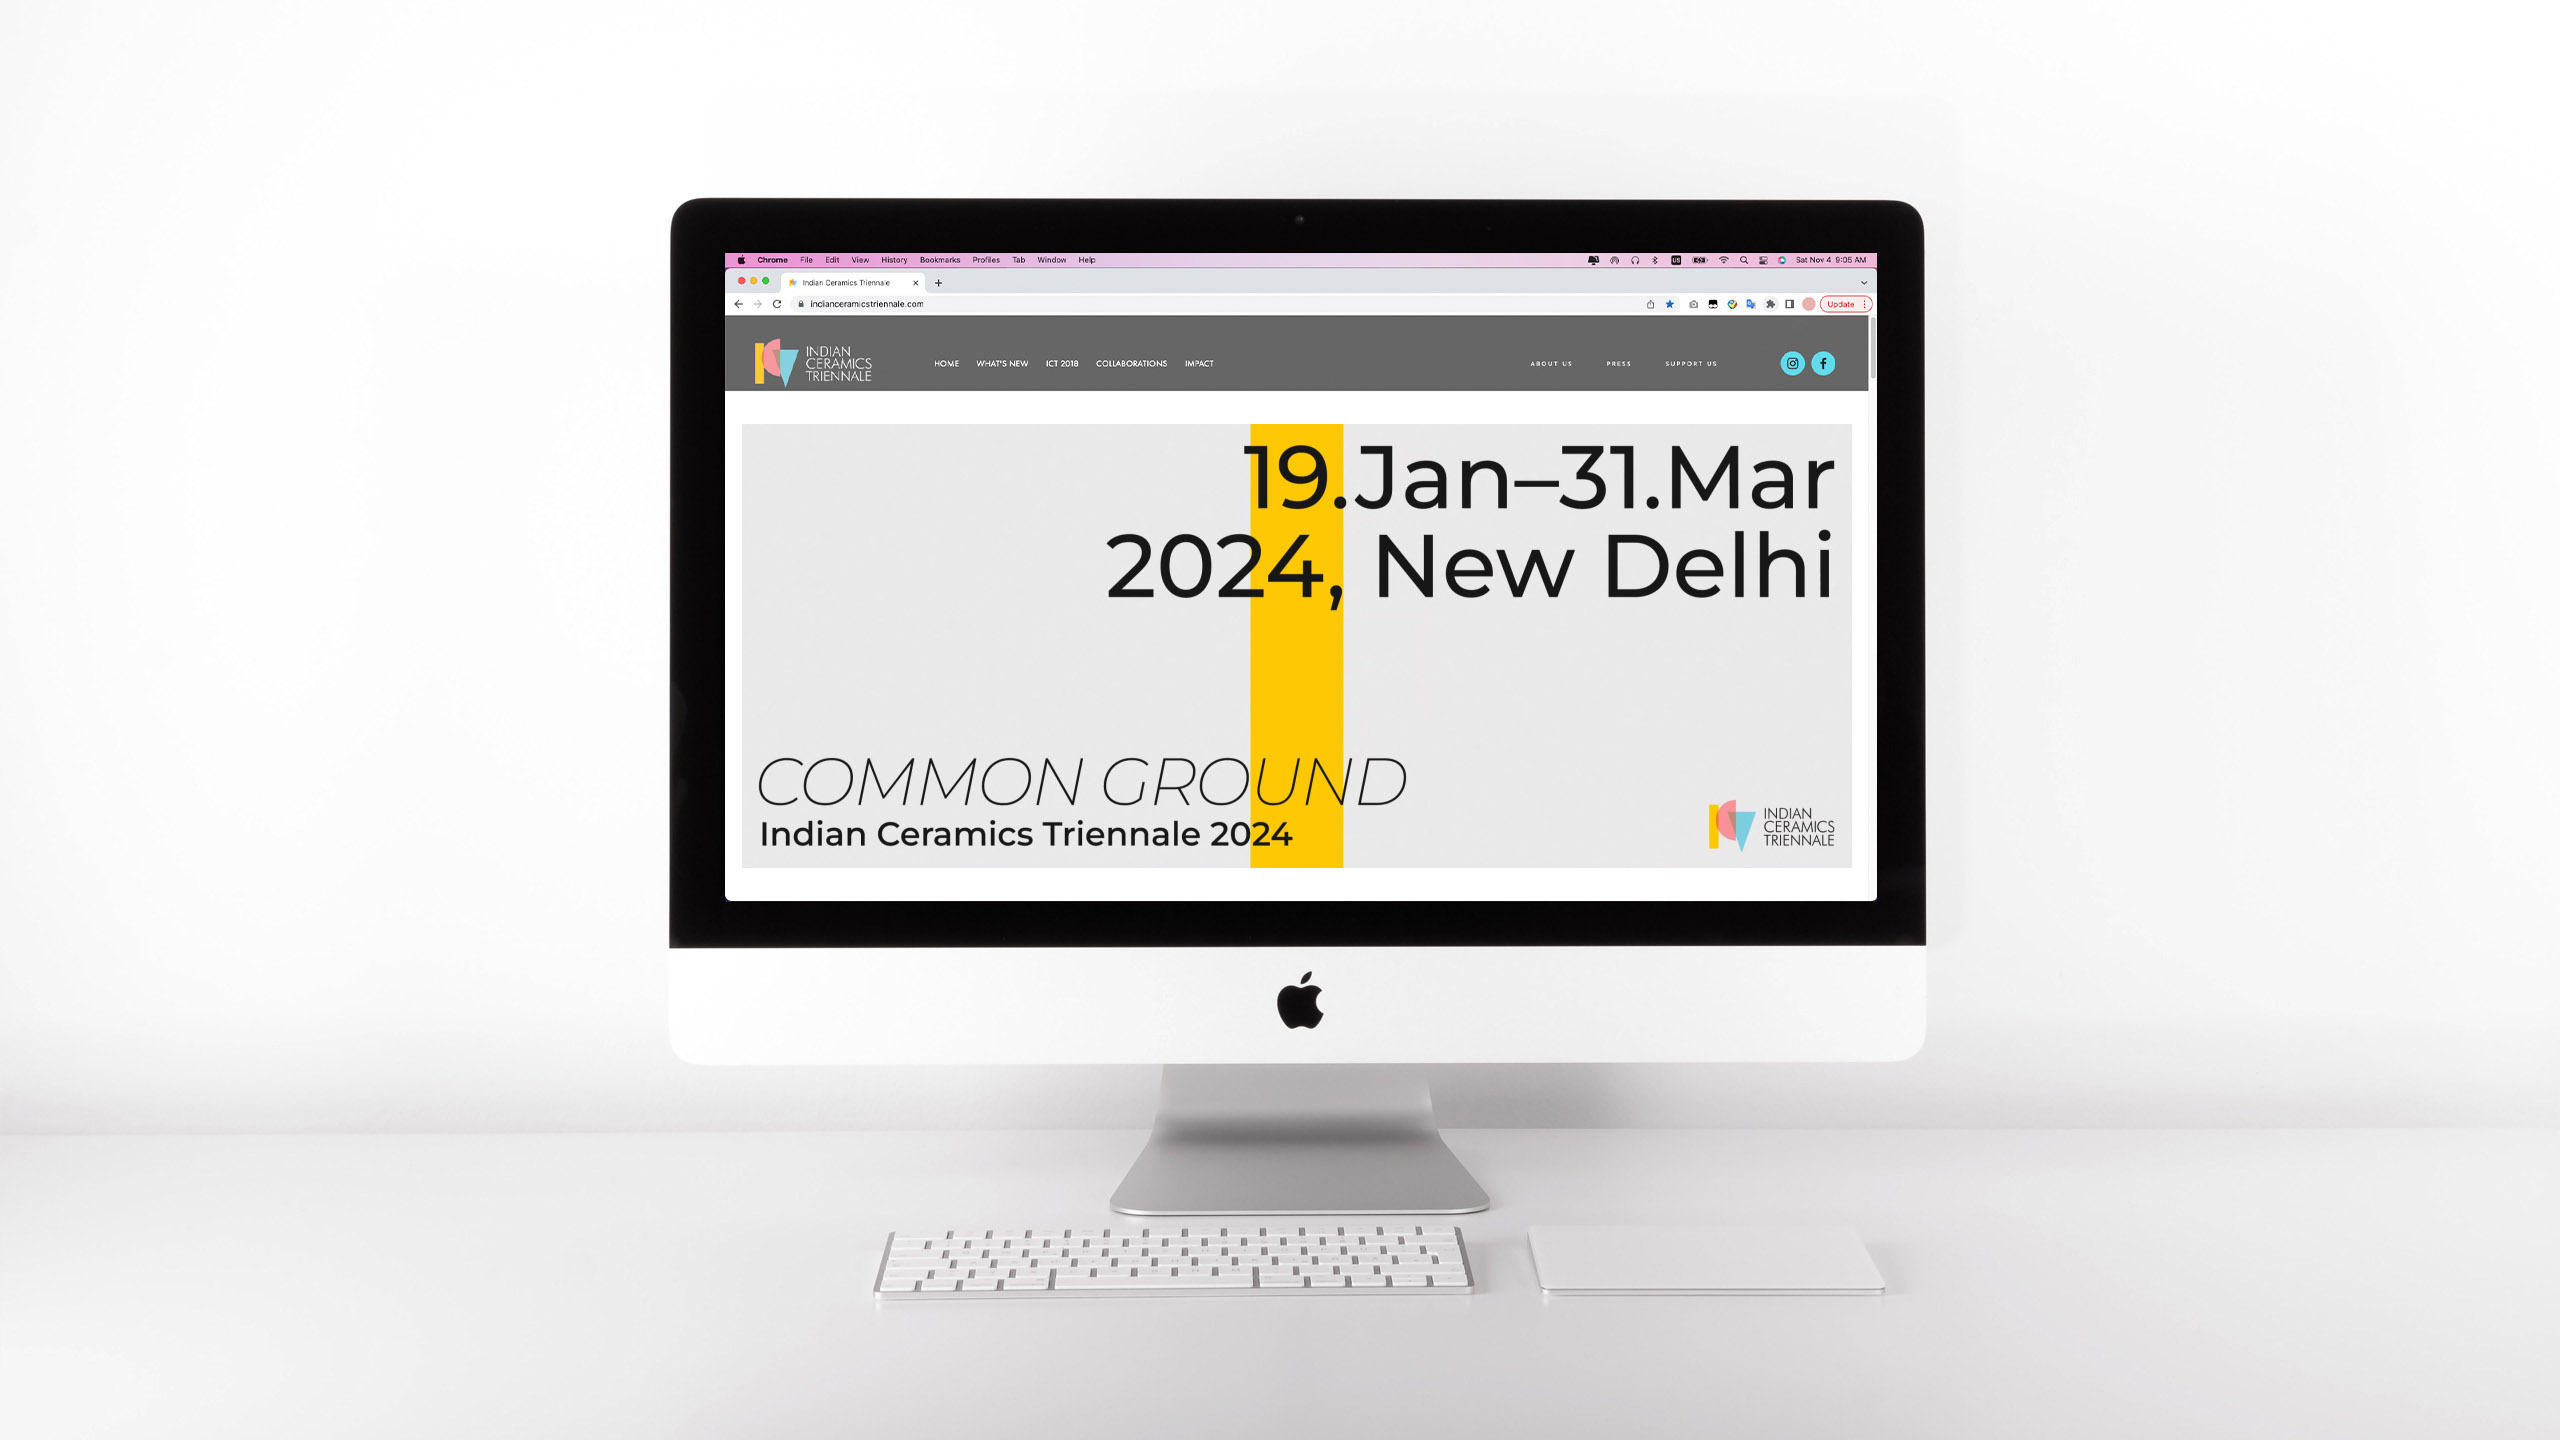 Chrome File Edit View History Bookmarks Profiles Tab Window Help
US
Sat Nov 4 9:05 AM
Indian Ceramics Triennale
indianceramicstriennale.com
Update
INDIAN
CERAMICS
TRIENNALE
HOME WHAT'S NEW ICT 2018 COLLABORATIONS IMPACT
ABOUT US PRESS SUPPORT US
19.Jan–31.Mar
2024, New Delhi
COMMON GROUND
Indian Ceramics Triennale 2024
INDIAN
CERAMICS
TRIENNALE